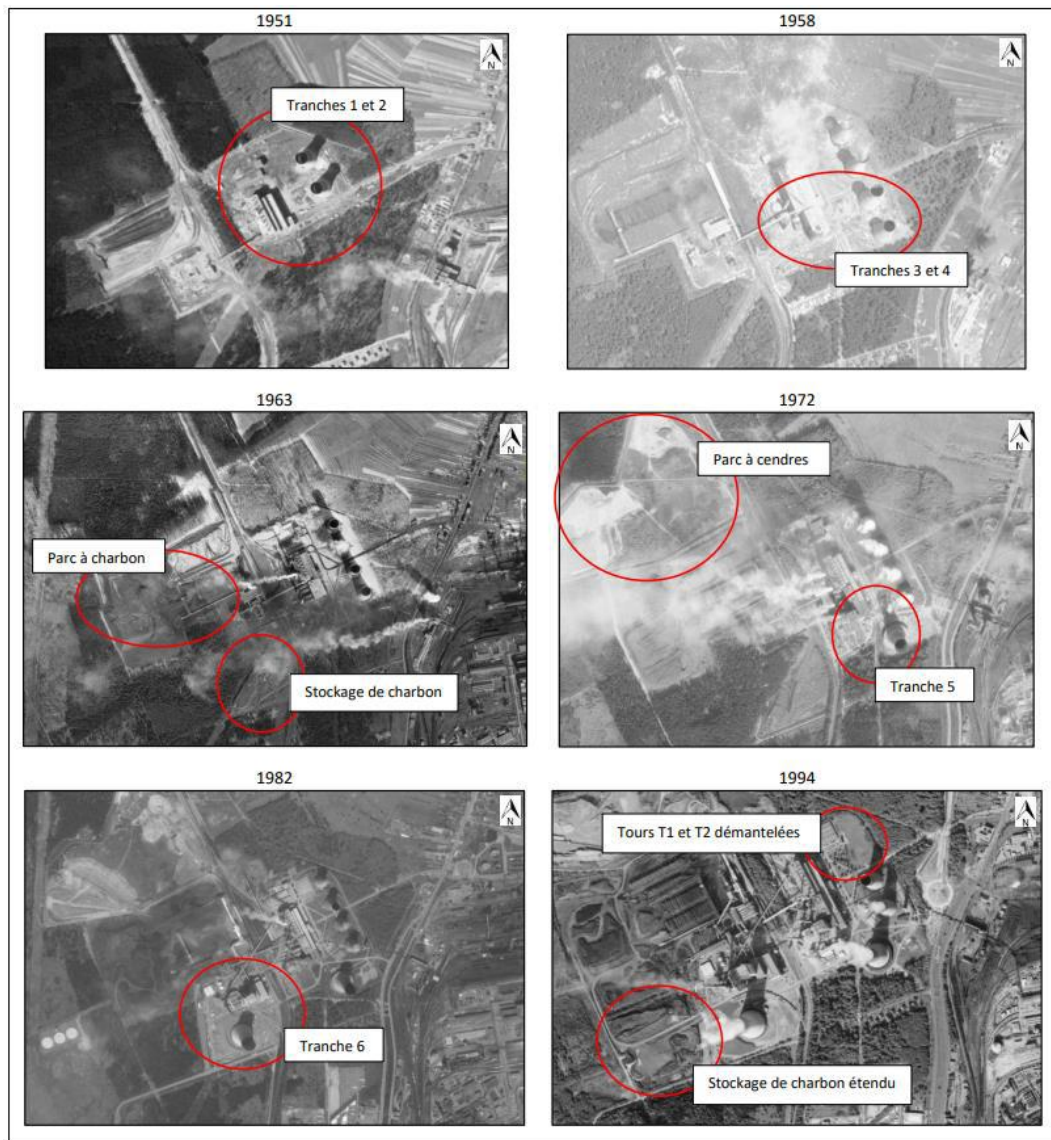 1951
1958
N
N
Tranches 1 et 2
Tranches 3 et 4
1963
1972
N
N
Parc à cendres
Parc à charbon
Stockage de charbon
Tranche 5
1982
1994
N
N
Tours T1 et T2 démantelées
Tranche 6
Stockage de charbon étendu